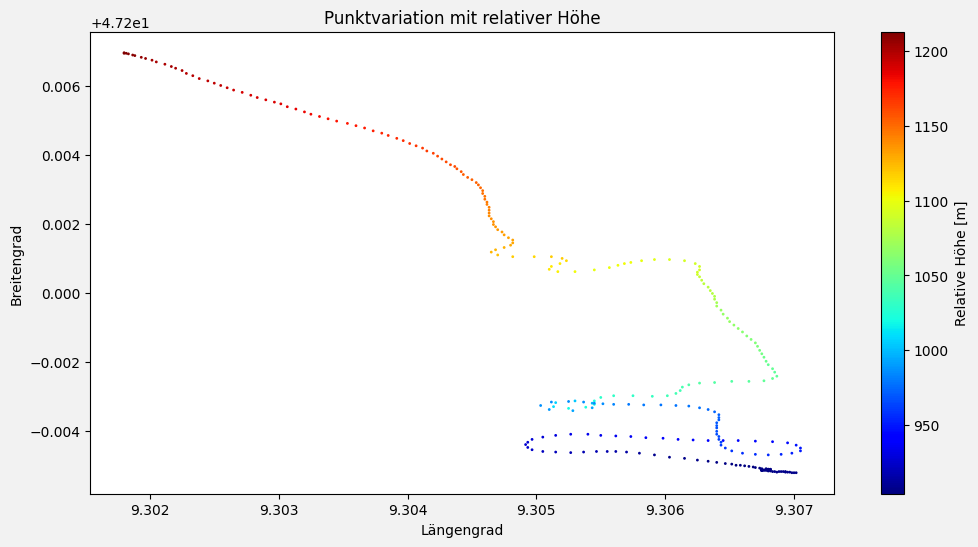 Punktvariation mit relativer Höhe
+4.72e1
0.006
0.004
0.002
0.000
−0.002
−0.004
Breitengrad
9.302 9.303 9.304 9.305 9.306 9.307
Längengrad
1200
1150
1100
1050
1000
950
Relative Höhe [m]